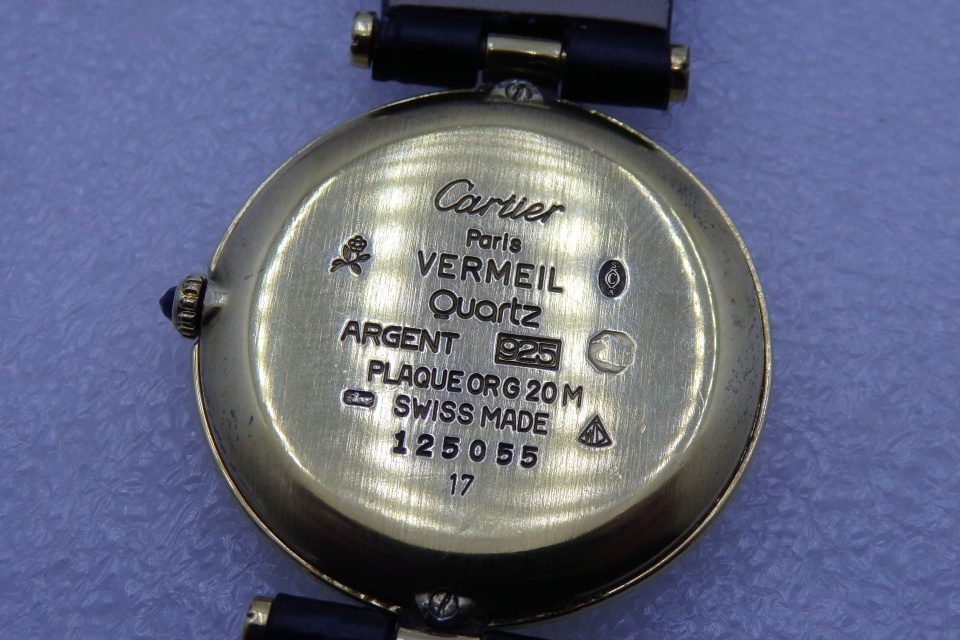 Cartier
Paris
VERMEIL
Quartz
ARGENT 925
PLAQUE OR G 20 M
SWISS MADE
125055
17